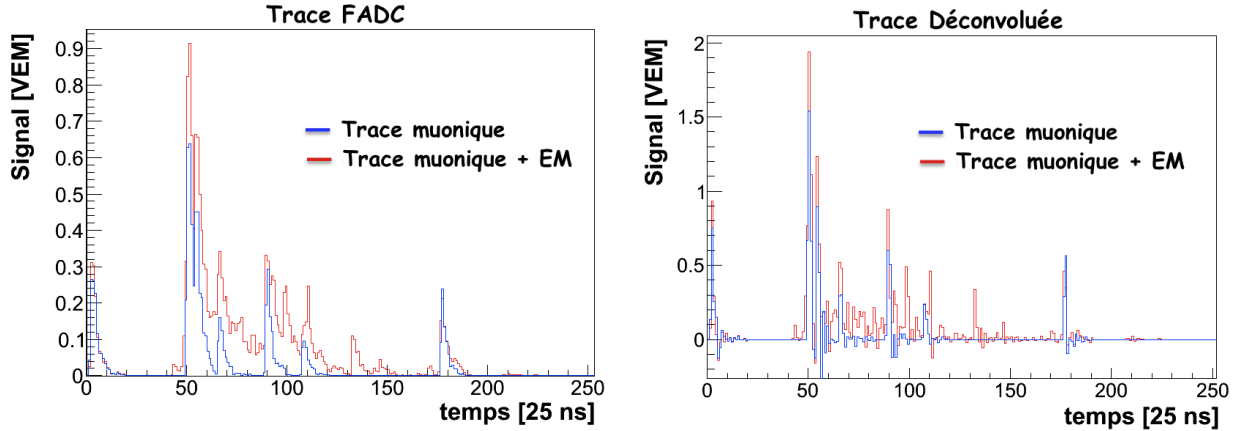 Trace FADC
Signal [VEM]
0.9
0.8
0.7
0.6
0.5
0.4
0.3
0.2
0.1
0
Trace muonique
Trace muonique + EM
0 50 100 150 200 250
temps [25 ns]
Trace Déconvoluée
Signal [VEM]
2
1.5
1
0.5
0
Trace muonique
Trace muonique + EM
0 50 100 150 200 250
temps [25 ns]